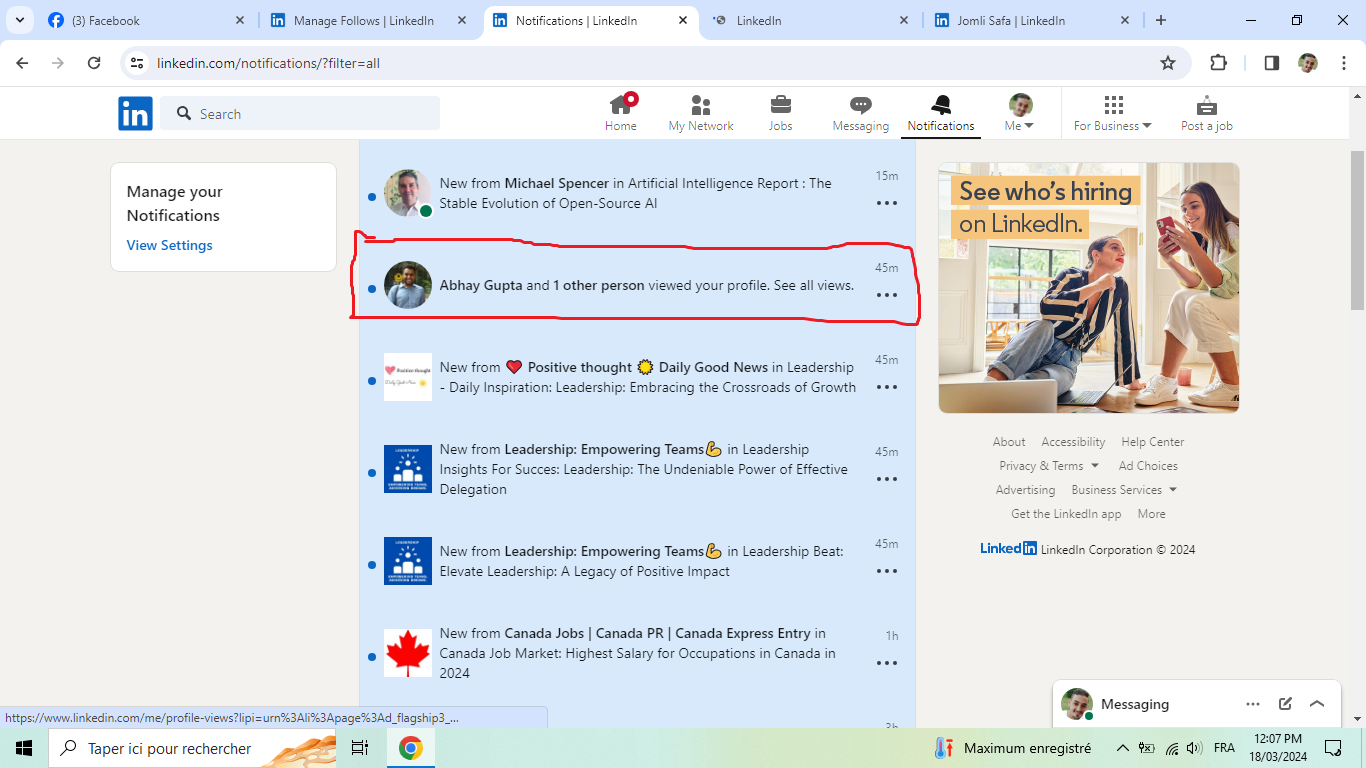 (3) Facebook
Manage Follows | LinkedIn
Notifications | LinkedIn
LinkedIn
Jomli Safa | LinkedIn
linkedin.com/notifications/?filter=all
in
Search
Home
My Network
Jobs
Messaging
Notifications
Me
For Business
Post a job
Manage your
Notifications
View Settings
New from Michael Spencer in Artificial Intelligence Report : The
Stable Evolution of Open-Source AI
15m
Abhay Gupta and 1 other person viewed your profile. See all views.
45m
Positive thought
Daily Good News
New from ❤️ Positive thought 🌞 Daily Good News in Leadership
- Daily Inspiration: Leadership: Embracing the Crossroads of Growth
45m
LEADERSHIP
New from Leadership: Empowering Teams💪 in Leadership
Insights For Succes: Leadership: The Undeniable Power of Effective
Delegation
45m
LEADERSHIP
New from Leadership: Empowering Teams💪 in Leadership Beat:
Elevate Leadership: A Legacy of Positive Impact
45m
New from Canada Jobs | Canada PR | Canada Express Entry in
Canada Job Market: Highest Salary for Occupations in Canada in
2024
1h
See who's hiring
on LinkedIn.
About Accessibility Help Center
Privacy & Terms Ad Choices
Advertising Business Services
Get the LinkedIn app More
LinkedIn LinkedIn Corporation © 2024
Messaging
https://www.linkedin.com/me/profile-views?lipi=urn%3Ali%3Apage%3Ad_flagship3_...
Taper ici pour rechercher
Maximum enregistré
FRA
12:07 PM
18/03/2024